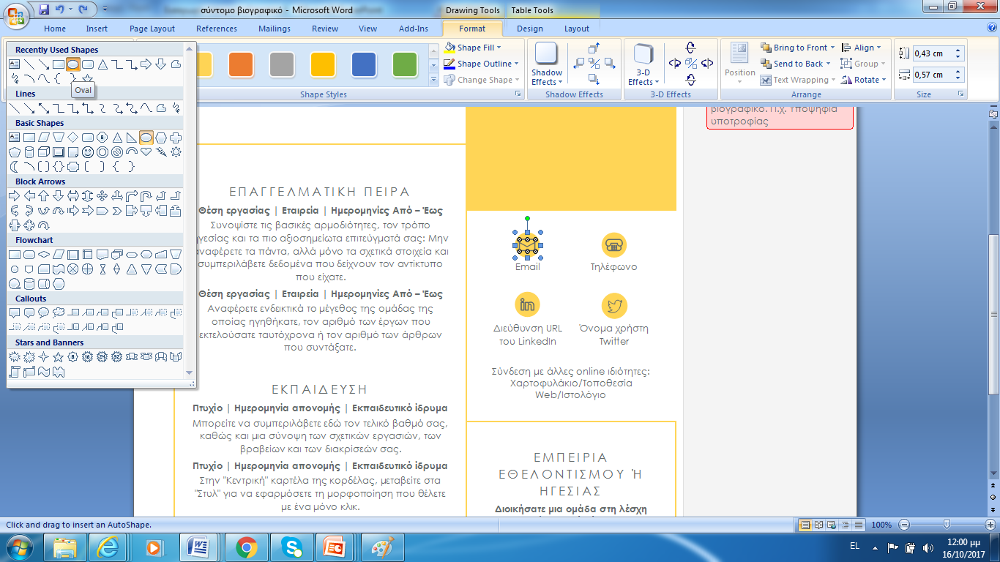 σύντομο βιογραφικό - Microsoft Word
Drawing Tools
Table Tools
Home
Insert
Page Layout
References
Mailings
Review
View
Add-Ins
Format
Design
Layout
Recently Used Shapes
Oval
Lines
Basic Shapes
Block Arrows
Flowchart
Callouts
Stars and Banners
Shape Fill
Shape Outline
Change Shape
Shape Styles
Shadow
Effects
Shadow Effects
3-D
Effects
3-D Effects
Position
Bring to Front
Send to Back
Text Wrapping
Align
Group
Rotate
Arrange
0,43 cm
0,57 cm
Size
βιογραφικό. Π.χ. Υποψήφια
υποτροφίας
ΕΠΑΓΓΕΛΜΑΤΙΚΗ ΠΕΙΡΑ
Θέση εργασίας | Εταιρεία | Ημερομηνίες Από – Έως
Συνοψίστε τις βασικές αρμοδιότητες, τον τρόπο
ηγεσίας και τα πιο αξιοσημείωτα επιτεύγματά σας: Μην
αναφέρετε τα πάντα, αλλά μόνο τα σχετικά στοιχεία και
συμπεριλάβετε δεδομένα που δείχνουν τον αντίκτυπο
που είχατε.
Θέση εργασίας | Εταιρεία | Ημερομηνίες Από – Έως
Αναφέρετε ενδεικτικά το μέγεθος της ομάδας της
οποίας ηγηθήκατε, τον αριθμό των έργων που
εκτελούσατε ταυτόχρονα ή τον αριθμό των άρθρων
που συντάξατε.
ΕΚΠΑΙΔΕΥΣΗ
Πτυχίο | Ημερομηνία απονομής | Εκπαιδευτικό ίδρυμα
Μπορείτε να συμπεριλάβετε εδώ τον τελικό βαθμό σας,
καθώς και μια σύνοψη των σχετικών εργασιών, των
βραβείων και των διακρίσεών σας.
Πτυχίο | Ημερομηνία απονομής | Εκπαιδευτικό ίδρυμα
Στην "Κεντρική" καρτέλα της κορδέλας, μεταβείτε στα
"Στυλ" για να εφαρμόσετε τη μορφοποίηση που θέλετε
με ένα μόνο κλικ.
Email
Τηλέφωνο
in
Διεύθυνση URL
του LinkedIn
Όνομα χρήστη
Twitter
Σύνδεση με άλλες online ιδιότητες:
Χαρτοφυλάκιο/Τοποθεσία
Web/Ιστολόγιο
ΕΜΠΕΙΡΙΑ
ΕΘΕΛΟΝΤΙΣΜΟΥ Ή
ΗΓΕΣΙΑΣ
Διοικήσατε μια ομάδα στη λέσχη
Click and drag to insert an AutoShape.
100%
EL
12:00 μμ
16/10/2017